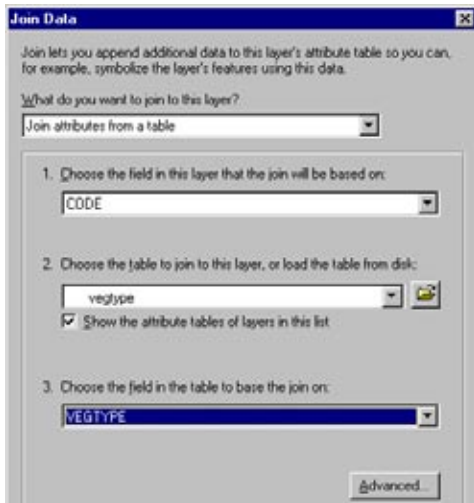 Join Data
Join lets you append additional data to this layer's attribute table so you can,
for example, symbolize the layer's features using this data.
What do you want to join to this layer?
Join attributes from a table
1. Choose the field in this layer that the join will be based on:
CODE
2. Choose the table to join to this layer, or load the table from disk:
vegtype
Show the attribute tables of layers in this list
3. Choose the field in the table to base the join on:
VEGTYPE
Advanced...